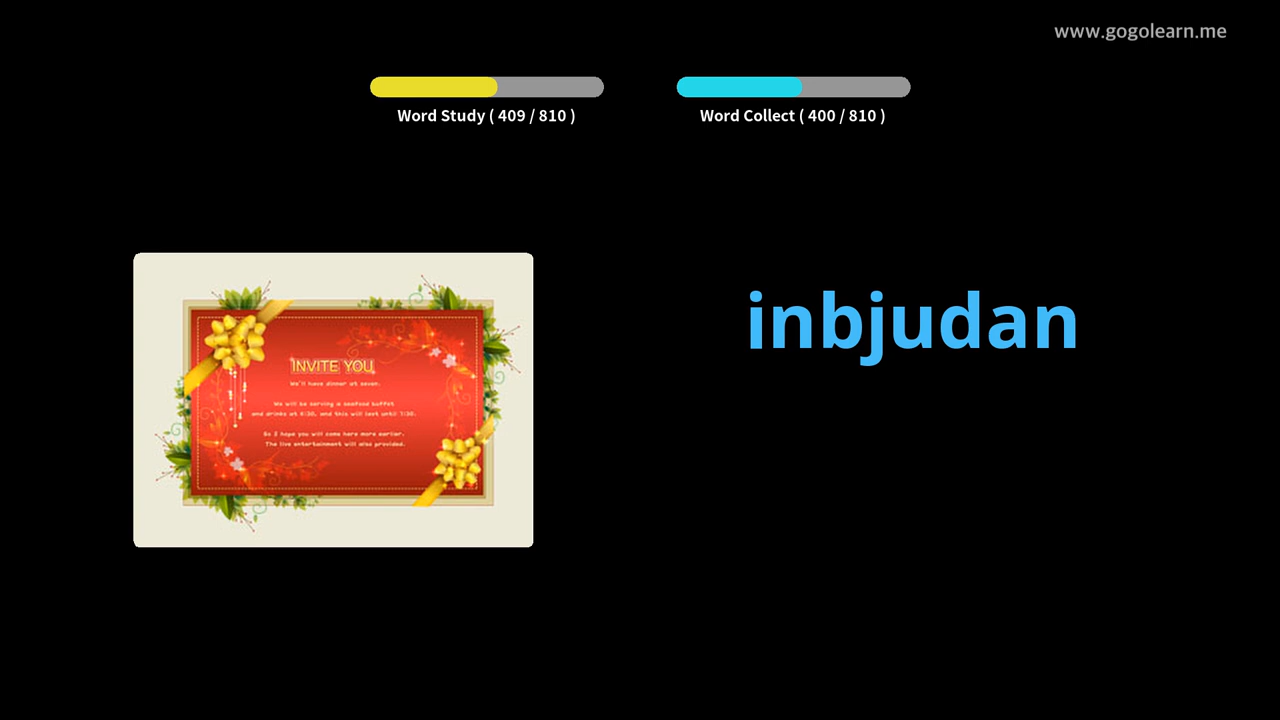 www.gogolearn.me
Word Study ( 409 / 810 )
Word Collect ( 400 / 810 )
inbjudan
INVITE YOU
We'll have dinner at seven.
We will be serving a seafood buffet
and drinks at 6:30, and this will last until 7:30.
So I hope you will come here more earlier.
The live entertainment will also provided.